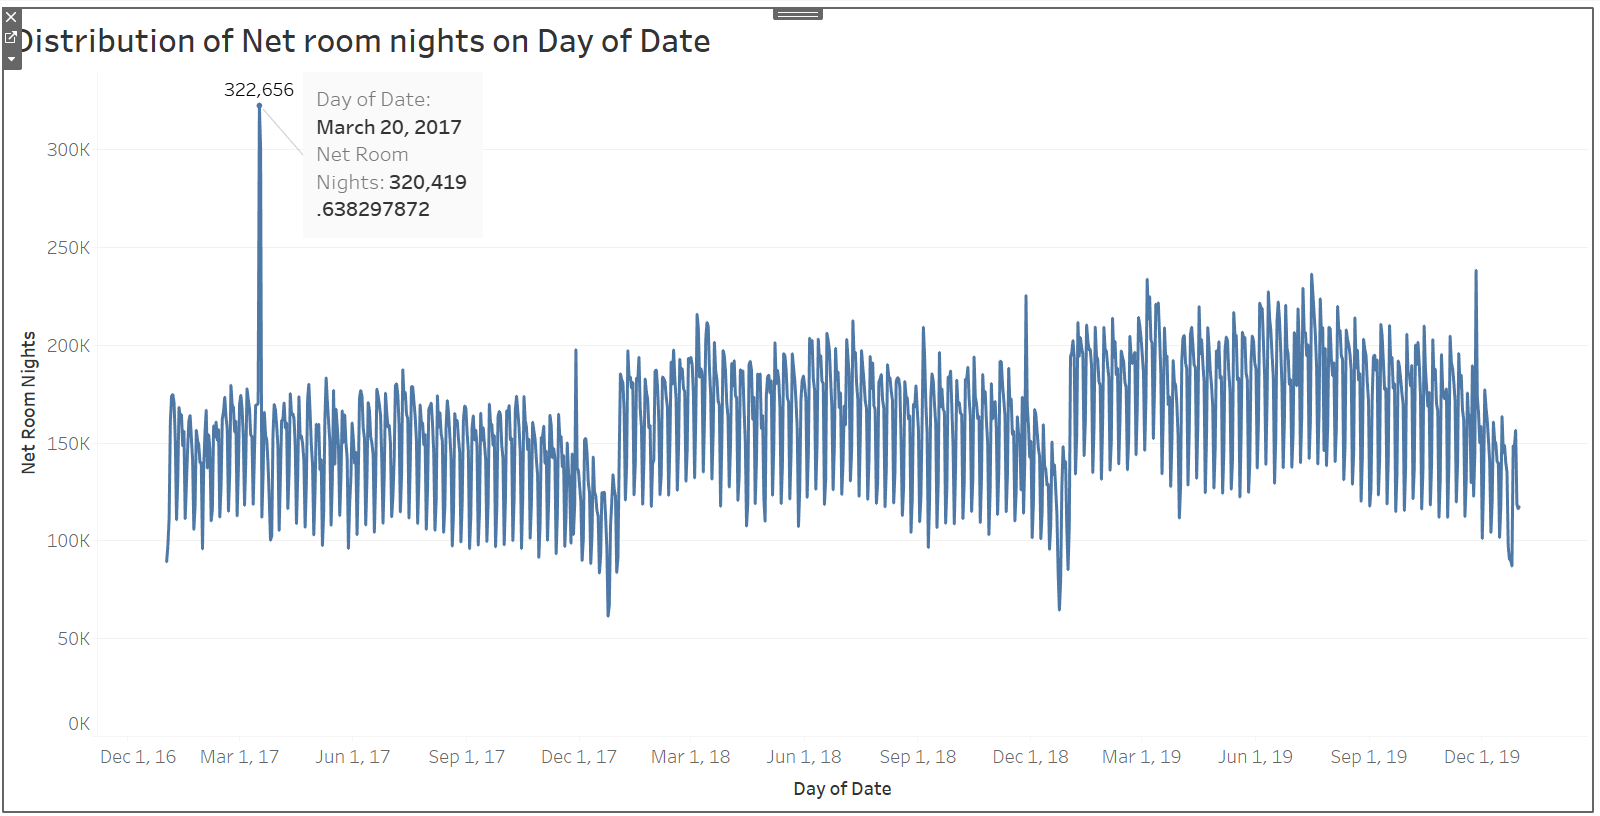 Distribution of Net room nights on Day of Date
322,656
Day of Date:
March 20, 2017
Net Room
Nights: 320,419
.638297872
300K
250K
200K
150K
100K
50K
0K
Net Room Nights
Dec 1, 16 Mar 1, 17 Jun 1, 17 Sep 1, 17 Dec 1, 17 Mar 1, 18 Jun 1, 18 Sep 1, 18 Dec 1, 18 Mar 1, 19 Jun 1, 19 Sep 1, 19 Dec 1, 19
Day of Date